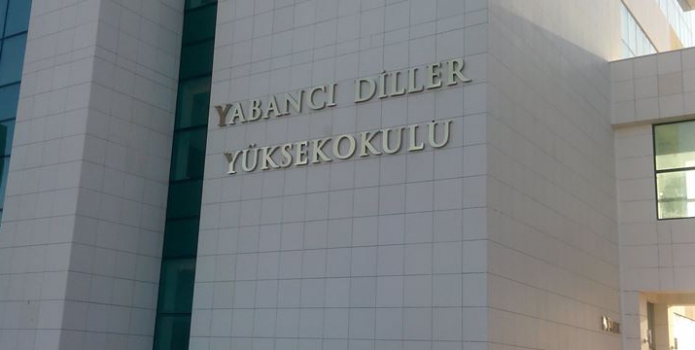 YABANCI DİLLER
YÜKSEKOKULU